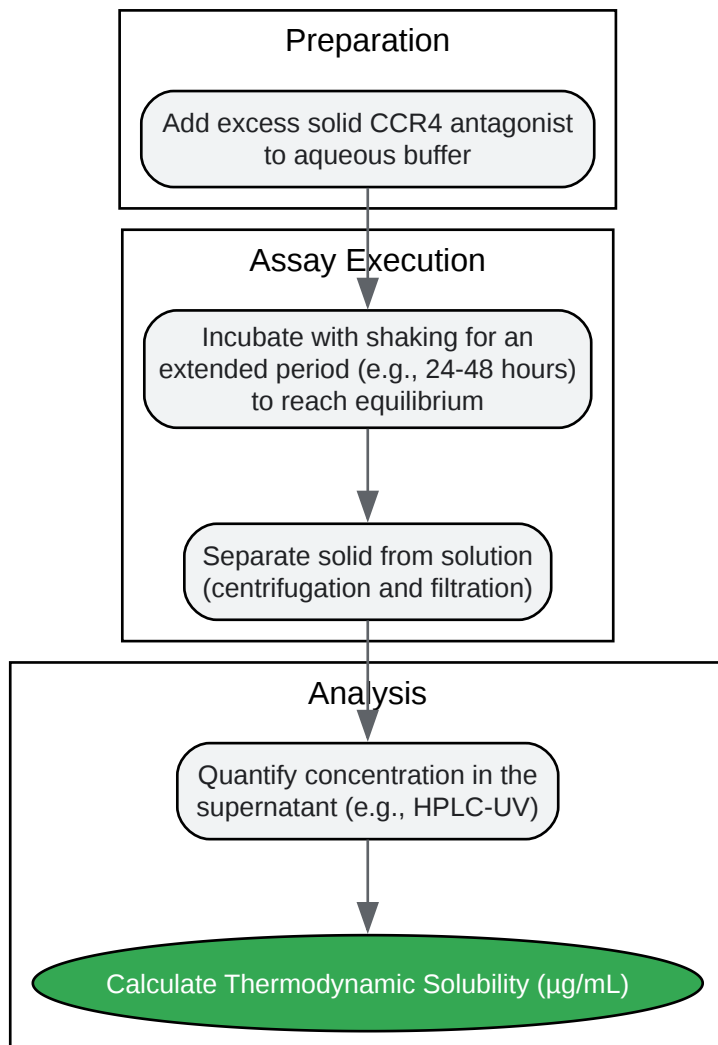 Preparation
Add excess solid CCR4 antagonist
to aqueous buffer
Assay Execution
Incubate with shaking for an
extended period (e.g., 24-48 hours)
to reach equilibrium
Separate solid from solution
(centrifugation and filtration)
Analysis
Quantify concentration in the
supernatant (e.g., HPLC-UV)
Calculate Thermodynamic Solubility (µg/mL)